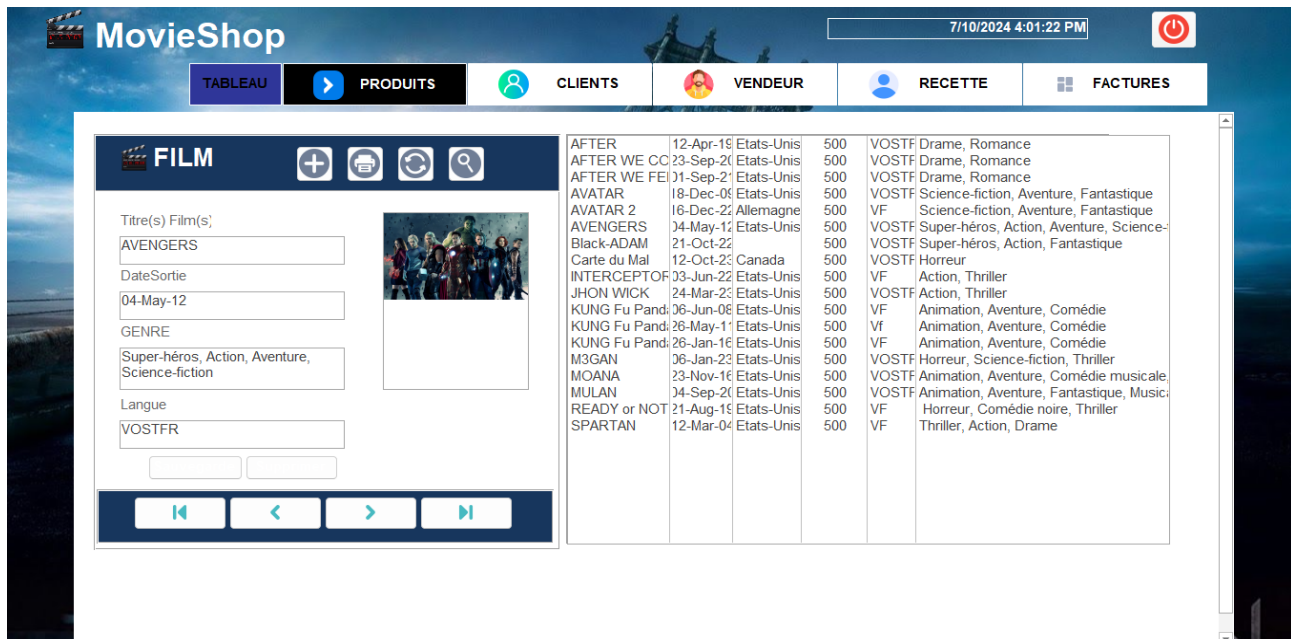 MovieShop
7/10/2024 4:01:22 PM
TABLEAU PRODUITS CLIENTS VENDEUR RECETTE FACTURES
FILM
Titre(s) Film(s)
AVENGERS
DateSortie
04-May-12
GENRE
Super-héros, Action, Aventure,
Science-fiction
Langue
VOSTFR
AFTER 12-Apr-19 Etats-Unis 500 VOSTF Drame, Romance
AFTER WE CC 23-Sep-20 Etats-Unis 500 VOSTF Drame, Romance
AFTER WE FEI 01-Sep-21 Etats-Unis 500 VOSTF Drame, Romance
AVATAR 18-Dec-09 Etats-Unis 500 VOSTF Science-fiction, Aventure, Fantastique
AVATAR 2 16-Dec-22 Allemagne 500 VF Science-fiction, Aventure, Fantastique
AVENGERS 04-May-12 Etats-Unis 500 VOSTF Super-héros, Action, Aventure, Science-
Black-ADAM 21-Oct-22 500 VOSTF Super-héros, Action, Fantastique
Carte du Mal 12-Oct-23 Canada 500 VOSTF Horreur
INTERCEPTOR 03-Jun-22 Etats-Unis 500 VF Action, Thriller
JHON WICK 24-Mar-23 Etats-Unis 500 VOSTF Action, Thriller
KUNG Fu Panda 06-Jun-08 Etats-Unis 500 VF Animation, Aventure, Comédie
KUNG Fu Panda 26-May-11 Etats-Unis 500 Vf Animation, Aventure, Comédie
KUNG Fu Panda 26-Jan-16 Etats-Unis 500 VF Animation, Aventure, Comédie
M3GAN 06-Jan-23 Etats-Unis 500 VOSTF Horreur, Science-fiction, Thriller
MOANA 23-Nov-16 Etats-Unis 500 VOSTF Animation, Aventure, Comédie musicale,
MULAN 04-Sep-20 Etats-Unis 500 VOSTF Animation, Aventure, Fantastique, Music
READY or NOT 21-Aug-19 Etats-Unis 500 VF Horreur, Comédie noire, Thriller
SPARTAN 12-Mar-04 Etats-Unis 500 VF Thriller, Action, Drame